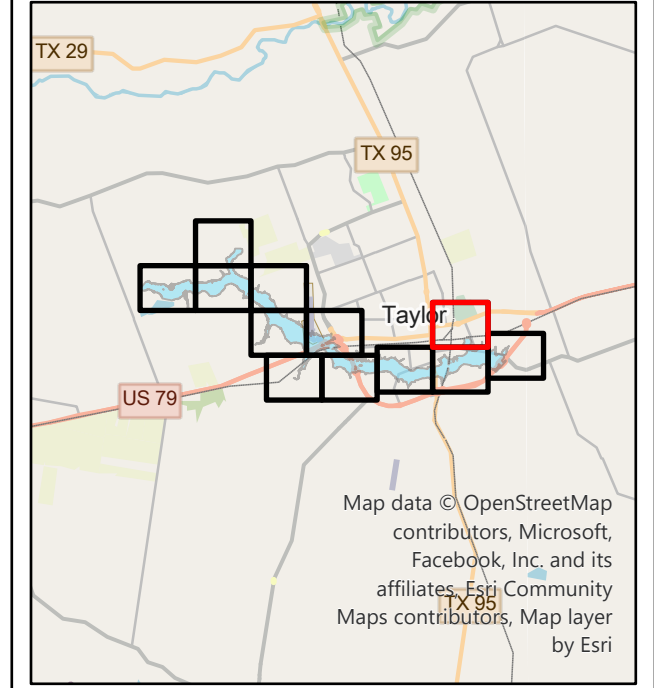 TX 29
TX 95
Taylor
US 79
Map data © OpenStreetMap
contributors, Microsoft,
Facebook, Inc. and its
affiliates, Esri Community
Maps contributors, Map layer
by Esri
TX 95